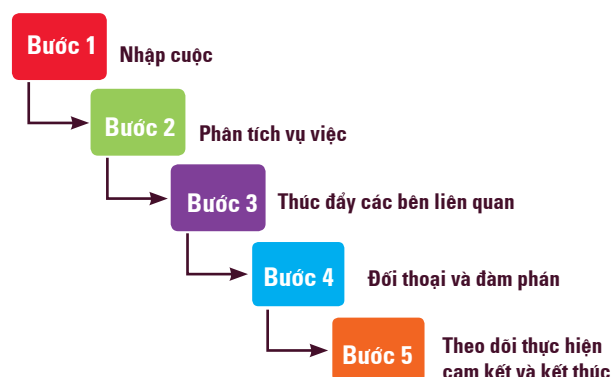 Bước 1
Nhập cuộc
Bước 2
Phân tích vụ việc
Bước 3
Thúc đẩy các bên liên quan
Bước 4
Đối thoại và đàm phán
Bước 5
Theo dõi thực hiện
cam kết và kết thúc